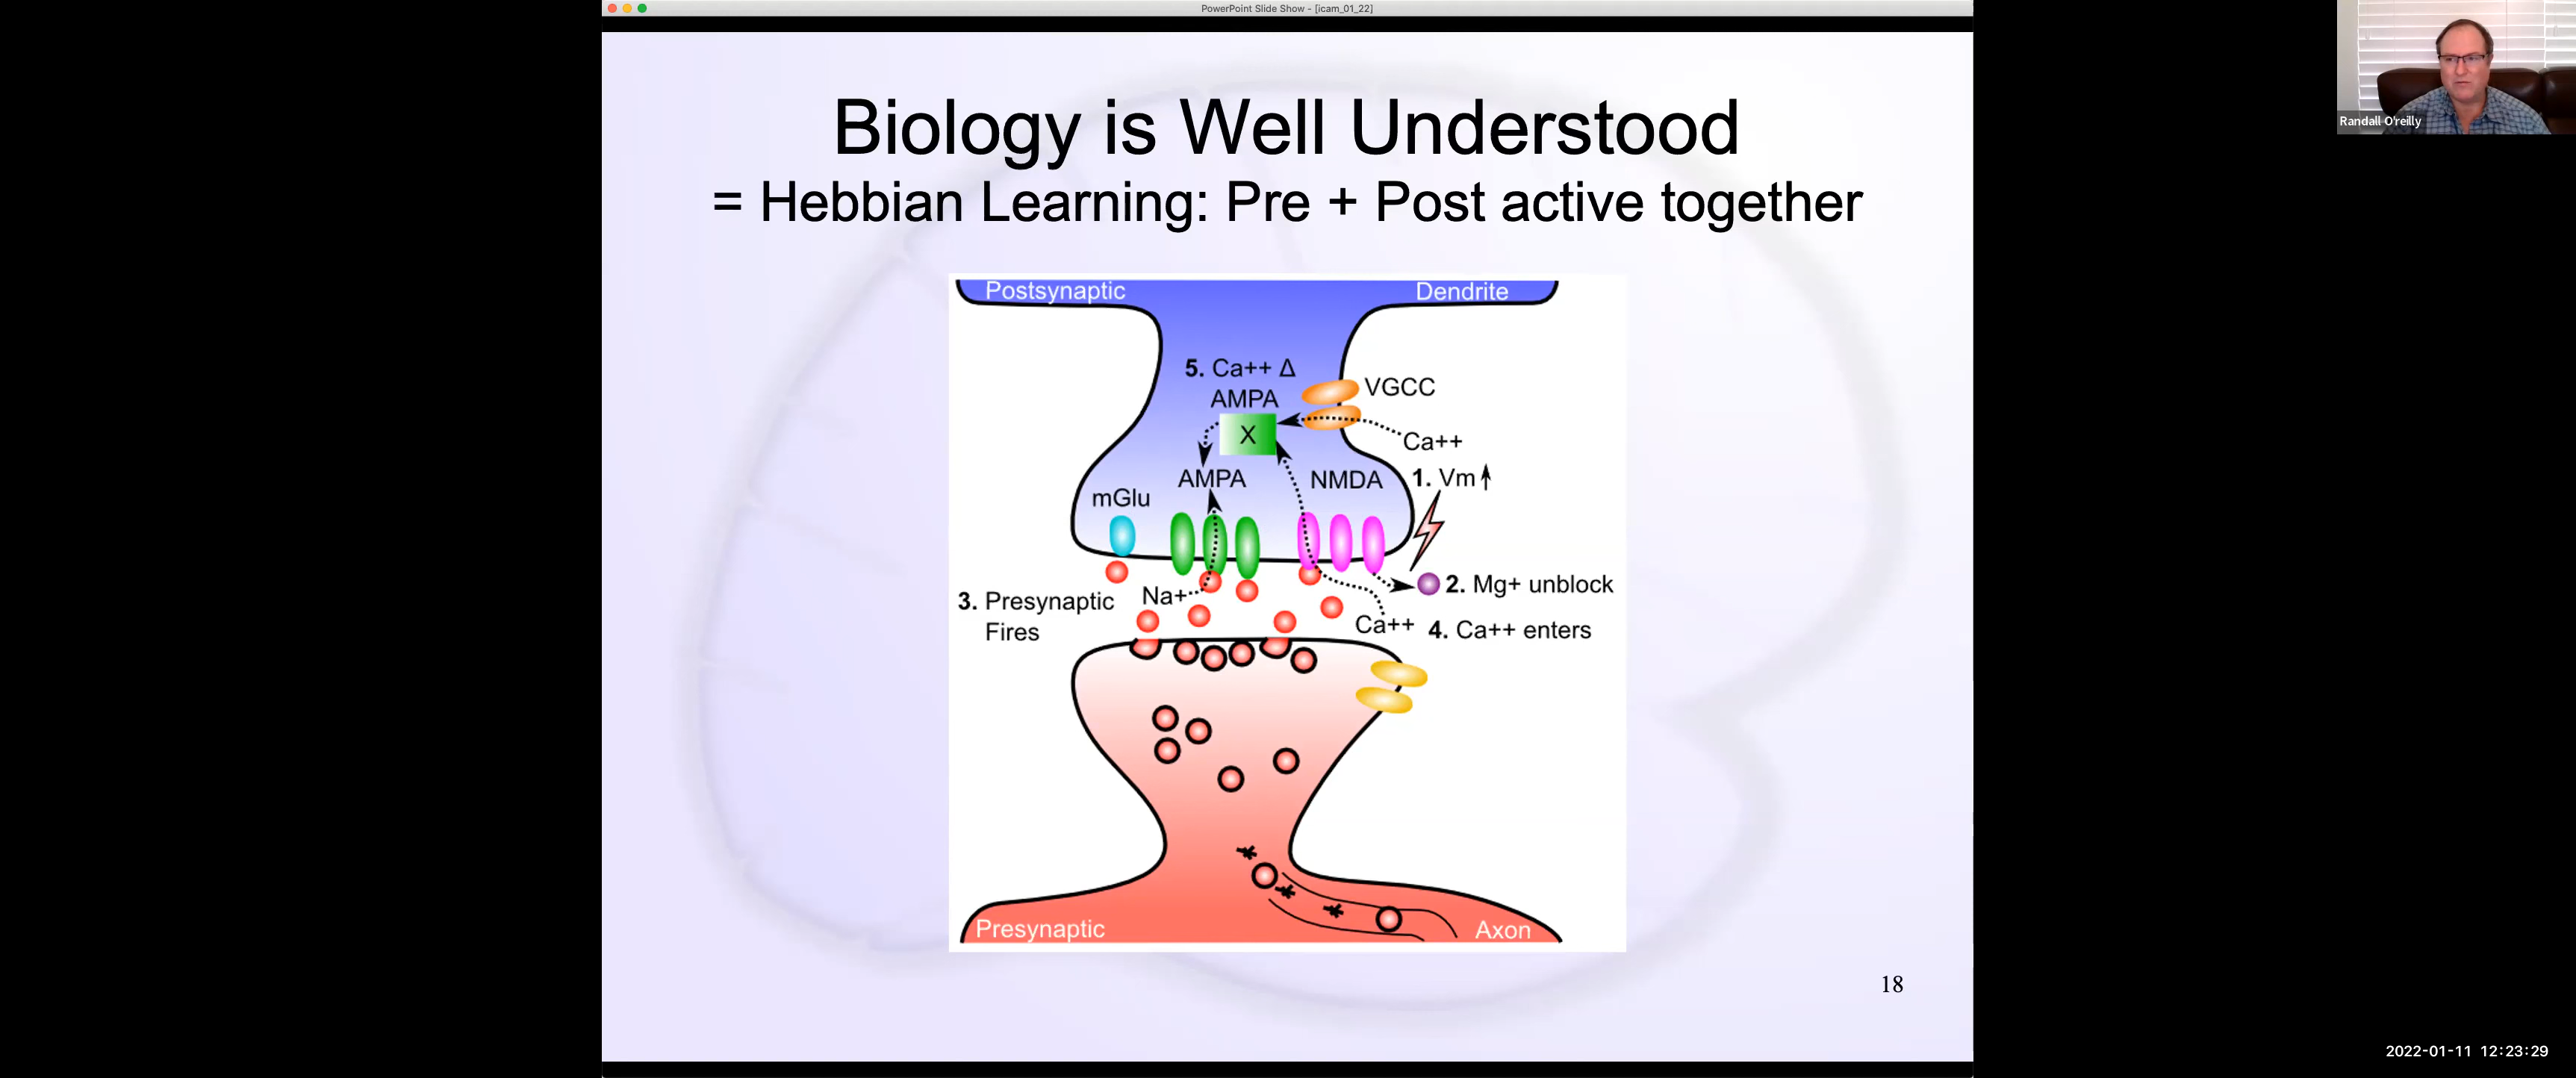 PowerPoint Slide Show - [icam_01_22]
Randall O'reilly
Biology is Well Understood
= Hebbian Learning: Pre + Post active together
Postsynaptic
Dendrite
5. Ca++ Δ
AMPA
VGCC
X
Ca++
AMPA
NMDA
1. Vm
mGlu
2. Mg+ unblock
Na+
3. Presynaptic
Fires
Ca++
4. Ca++ enters
Presynaptic
Axon
18
2022-01-11 12:23:29